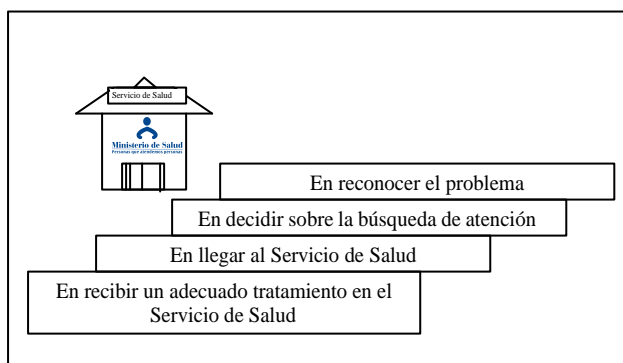 Servicio de Salud
Ministerio de Salud
Personas que atendemos personas
En reconocer el problema
En decidir sobre la búsqueda de atención
En llegar al Servicio de Salud
En recibir un adecuado tratamiento en el
Servicio de Salud